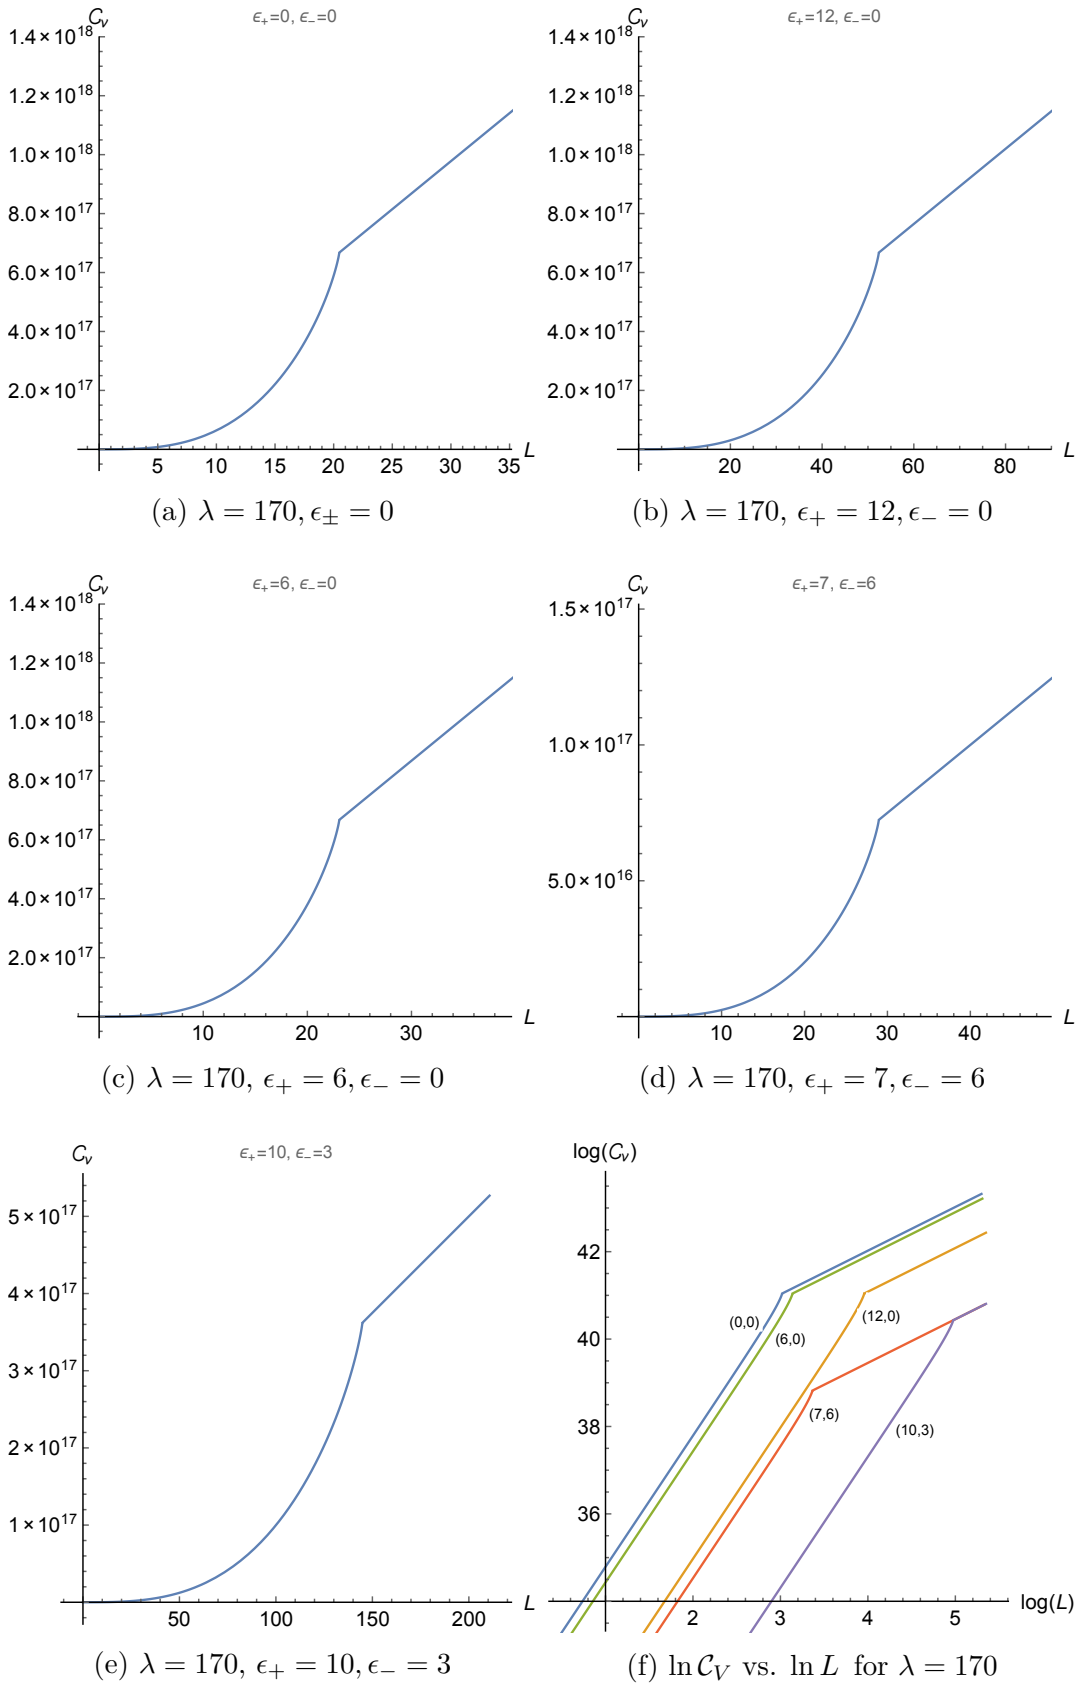 C_v
ϵ₊=0, ϵ₋=0
1.4×10^18
1.2×10^18
1.0×10^18
8.0×10^17
6.0×10^17
4.0×10^17
2.0×10^17
5 10 15 20 25 30 35 L
(a) λ = 170, ϵ± = 0
C_v
ϵ₊=12, ϵ₋=0
1.4×10^18
1.2×10^18
1.0×10^18
8.0×10^17
6.0×10^17
4.0×10^17
2.0×10^17
20 40 60 80 L
(b) λ = 170, ϵ₊ = 12, ϵ₋ = 0
C_v
ϵ₊=6, ϵ₋=0
1.4×10^18
1.2×10^18
1.0×10^18
8.0×10^17
6.0×10^17
4.0×10^17
2.0×10^17
10 20 30 L
(c) λ = 170, ϵ₊ = 6, ϵ₋ = 0
C_v
ϵ₊=7, ϵ₋=6
1.5×10^17
1.0×10^17
5.0×10^16
10 20 30 40 L
(d) λ = 170, ϵ₊ = 7, ϵ₋ = 6
C_v
ϵ₊=10, ϵ₋=3
5×10^17
4×10^17
3×10^17
2×10^17
1×10^17
50 100 150 200 L
(e) λ = 170, ϵ₊ = 10, ϵ₋ = 3
log(C_v)
42
40
38
36
(0,0)
(6,0)
(12,0)
(7,6)
(10,3)
2 3 4 5 log(L)
(f) ln C_V vs. ln L for λ = 170